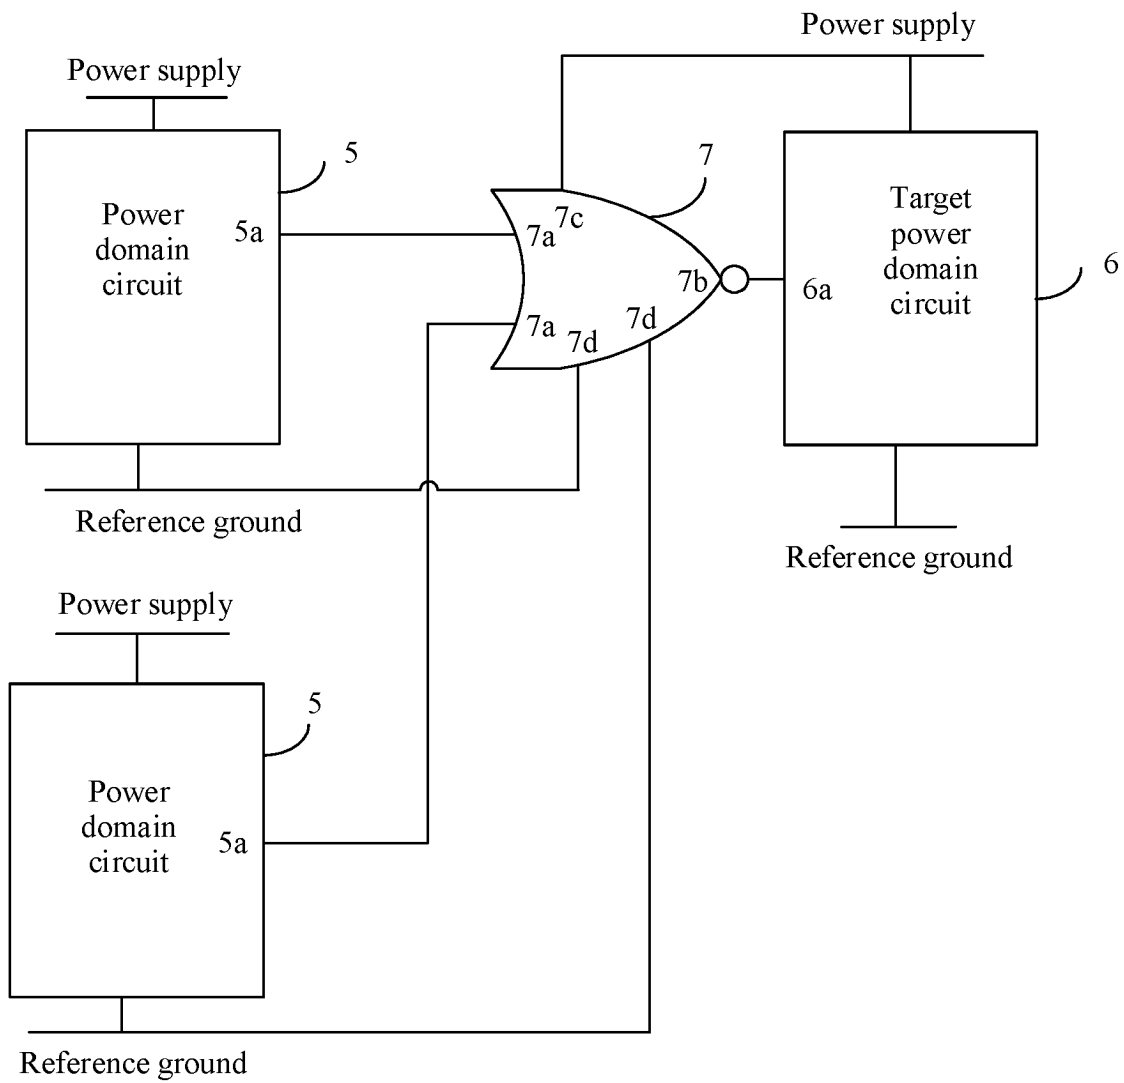 Power supply
Power supply
5
7
Power
domain
circuit
5a
7a
7c
Target
power
domain
circuit
6
7b
6a
7a
7d
7d
Reference ground
Reference ground
Power supply
5
Power
domain
circuit
5a
Reference ground